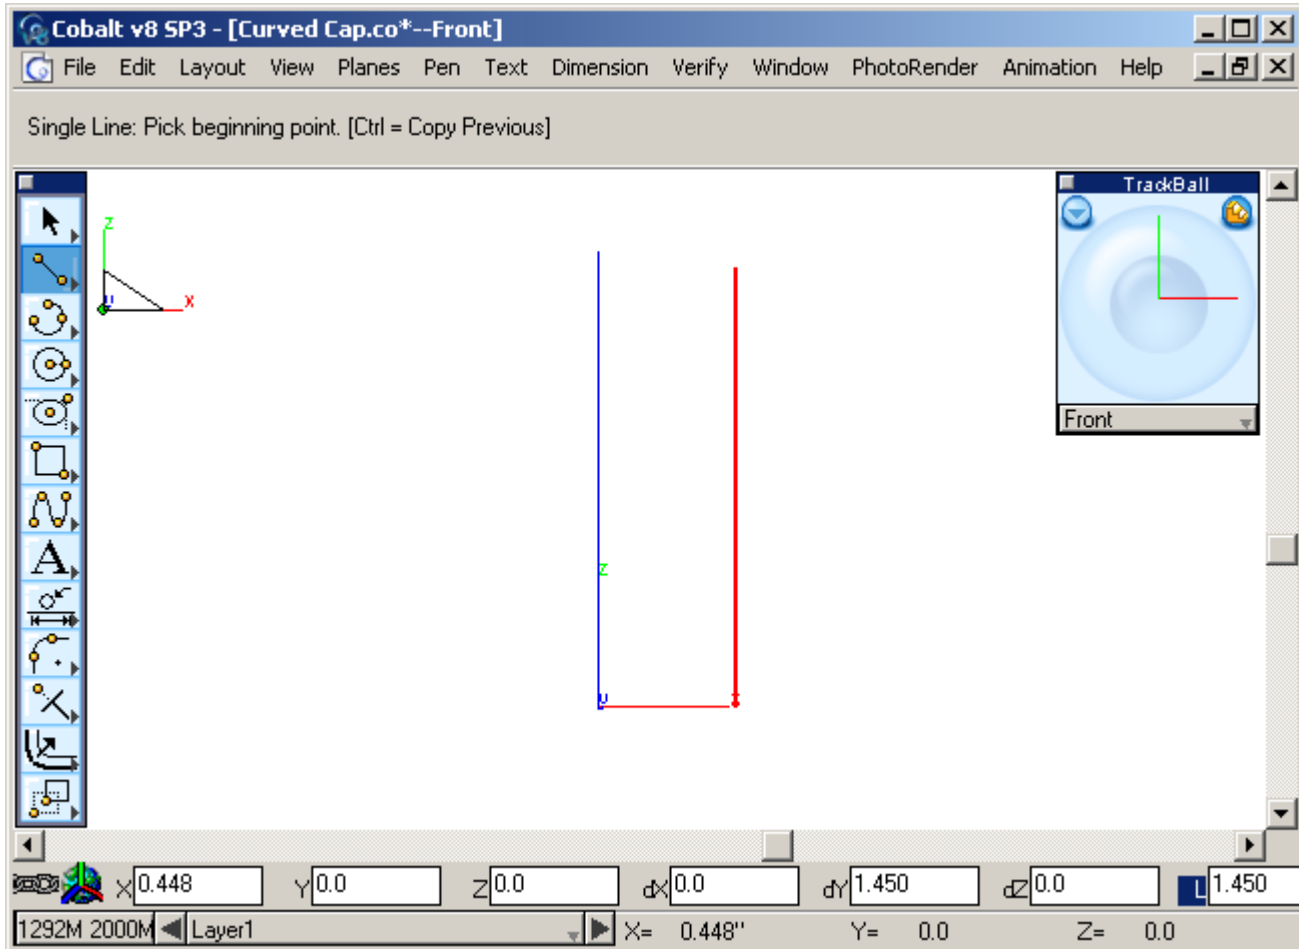 Cobalt v8 SP3 - [Curved Cap.co*--Front]
File Edit Layout View Planes Pen Text Dimension Verify Window PhotoRender Animation Help
Single Line: Pick beginning point. [Ctrl = Copy Previous]
TrackBall
z
x
Front
A
z
X 0.448 Y 0.0 Z 0.0 dX 0.0 dY 1.450 dZ 0.0 L 1.450
1292M 2000M Layer1 X= 0.448" Y= 0.0 Z= 0.0